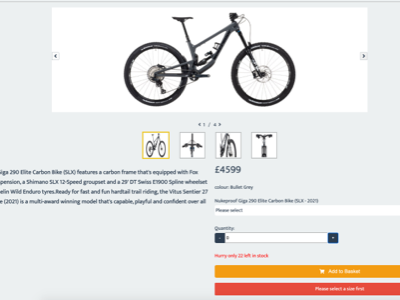 1 / 4
Giga 290 Elite Carbon Bike (SLX) features a carbon frame that's equipped with Fox
pension, a Shimano SLX 12-Speed groupset and a 29' DT Swiss E1900 Spline wheelset
elin Wild Enduro tyres.Ready for fast and fun hardtail trail riding, the Vitus Sentier 27
e (2021) is a multi-award winning model that's capable, playful and confident over all
£4599
colour: Bullet Grey
Nukeproof Giga 290 Elite Carbon Bike (SLX - 2021)
Please select
Quantity:
- 0 +
Hurry only 22 left in stock
Add to Basket
Please select a size first